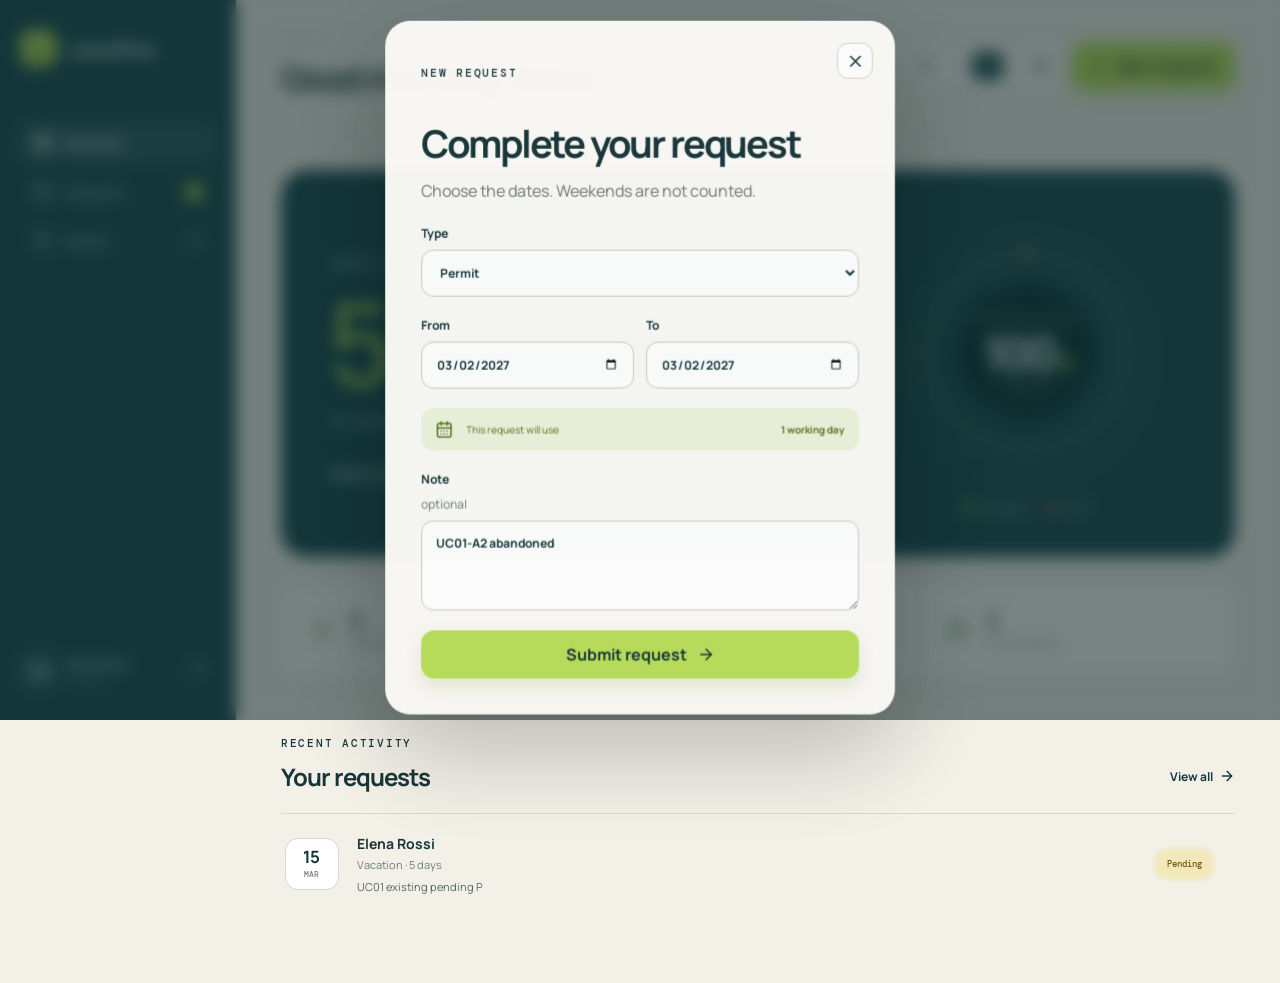 NEW REQUEST
Complete your request
Choose the dates. Weekends are not counted.
Type
Permit
From To
03/02/2027 03/02/2027
This request will use 1 working day
Note
optional
UC01-A2 abandoned
Submit request
100
RECENT ACTIVITY
Your requests
View all
15
MAR
Elena Rossi
Vacation · 5 days
UC01 existing pending P
Pending